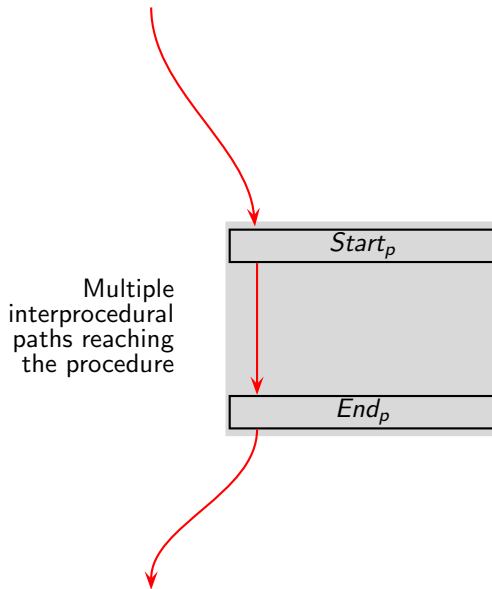 Start_p
Multiple
interprocedural
paths reaching
the procedure
End_p